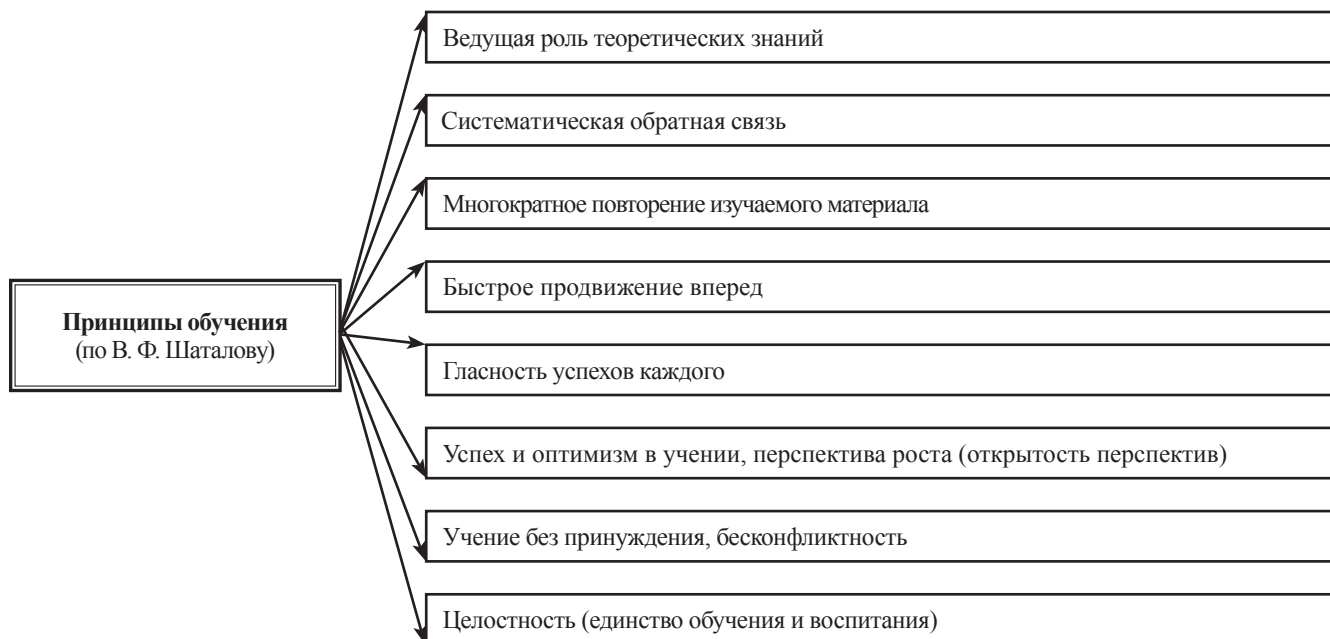 Ведущая роль теоретических знаний
Систематическая обратная связь
Многократное повторение изучаемого материала
Быстрое продвижение вперед
Принципы обучения
(по В. Ф. Шаталову)
Гласность успехов каждого
Успех и оптимизм в учении, перспектива роста (открытость перспектив)
Учение без принуждения, бесконфликтность
Целостность (единство обучения и воспитания)